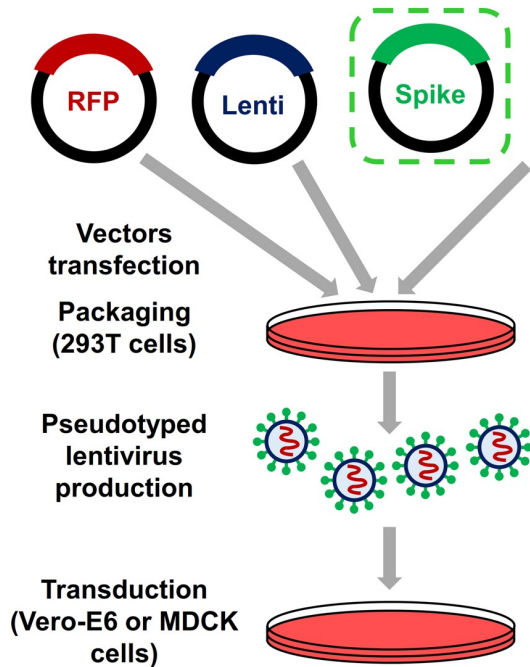 RFP
Lenti
Spike
Vectors
transfection
Packaging
(293T cells)
Pseudotyped
lentivirus
production
Transduction
(Vero-E6 or MDCK
cells)